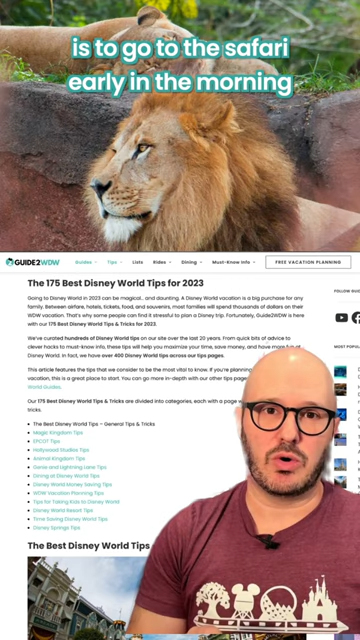 is to go to the safari
early in the morning
GUIDE2WDW
Guides
Tips
Lists
Rides
Dining
Must-Know Info
FREE VACATION PLANNING
The 175 Best Disney World Tips for 2023
FOLLOW
Going to Disney World in 2023 can be magical.. and daunting. A Disney World vacation is a big purchase for any
family. Between airfare, hotels, tickets, food, and souvenirs, most families will spend thousands of dollars on their
WDW vacation. That's why some people can find it stressful to plan a Disney trip. Fortunately, Guide2WDW is here
with our 175 Best Disney World Tips & Tricks for 2023.
We've curated hundreds of Disney World tips on our site over the last 20 years. From quick bits of advice to
clever hacks to must-know info, these tips will help you maximize your time, save money, and have more fun at
Disney World. In fact, we have over 400 Disney World tips across our tips pages.
MOST
This article features the tips that we consider to be the most vital to know. If you're planning
vacation, this is a great place to start. You can go more in-depth with our other tips pages
World Guides.
Our 175 Best Disney World Tips & Tricks are divided into categories, each with a page
tricks.
The Best Disney World Tips – General Tips & Tricks
Magic Kingdom Tips
EPCOT Tips
Hollywood Studios Tips
Animal Kingdom Tips
Genie and Lightning Lane Tips
Dining at Disney World Tips
Disney World Money Saving Tips
WDW Vacation Planning Tips
Tips for Taking Kids to Disney World
Disney World Resort Tips
Time Saving Disney World Tips
Disney Springs Tips
The Best Disney World Tips